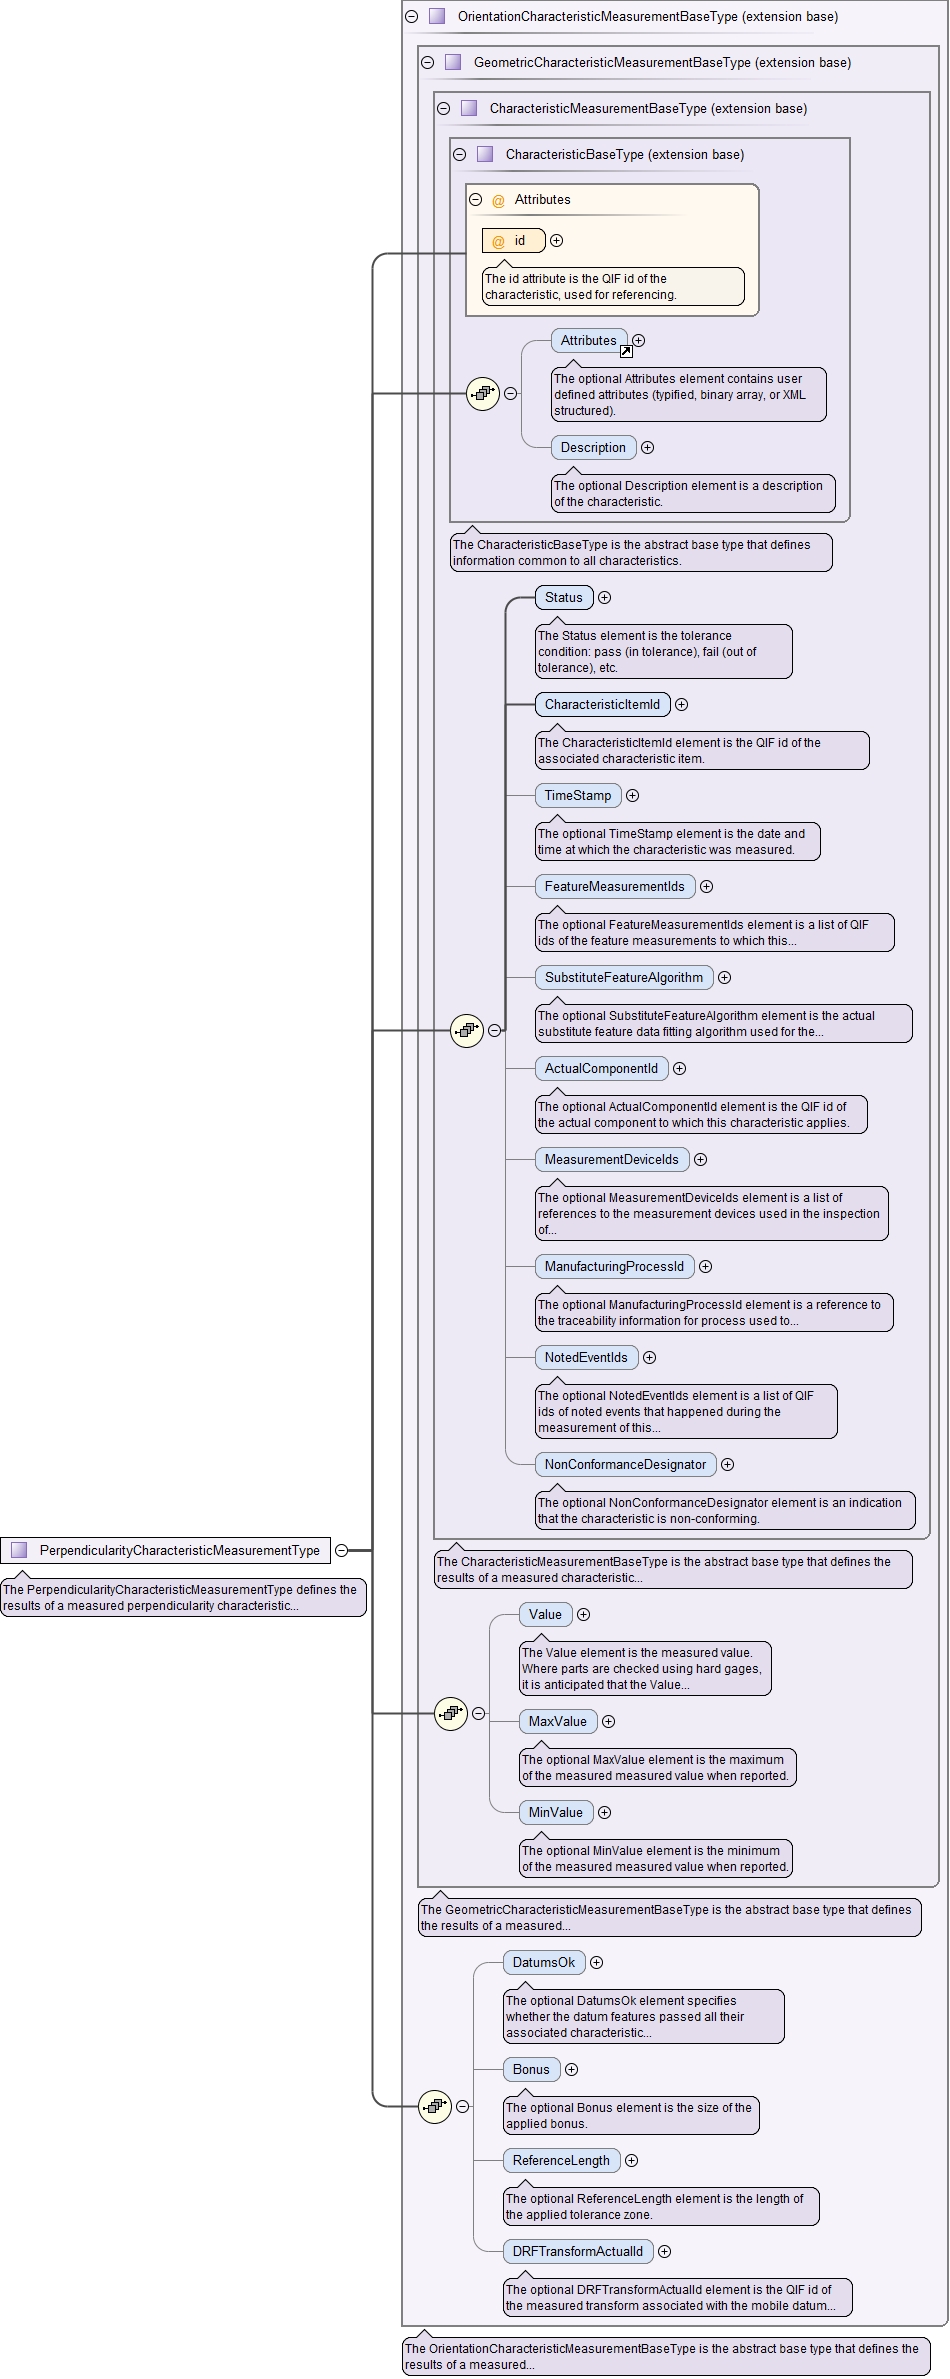 OrientationCharacteristicMeasurementBaseType (extension base)
GeometricCharacteristicMeasurementBaseType (extension base)
CharacteristicMeasurementBaseType (extension base)
CharacteristicBaseType (extension base)
@ Attributes
@ id
The id attribute is the QIF id of the
characteristic, used for referencing.
Attributes
The optional Attributes element contains user
defined attributes (typified, binary array, or XML
structured).
Description
The optional Description element is a description
of the characteristic.
The CharacteristicBaseType is the abstract base type that defines
information common to all characteristics.
Status
The Status element is the tolerance
condition: pass (in tolerance), fail (out of
tolerance), etc.
CharacteristicItemId
The CharacteristicItemId element is the QIF id of the
associated characteristic item.
TimeStamp
The optional TimeStamp element is the date and
time at which the characteristic was measured.
FeatureMeasurementIds
The optional FeatureMeasurementIds element is a list of QIF
ids of the feature measurements to which this...
SubstituteFeatureAlgorithm
The optional SubstituteFeatureAlgorithm element is the actual
substitute feature data fitting algorithm used for the...
ActualComponentId
The optional ActualComponentId element is the QIF id of
the actual component to which this characteristic applies.
MeasurementDeviceIds
The optional MeasurementDeviceIds element is a list of
references to the measurement devices used in the inspection
of...
ManufacturingProcessId
The optional ManufacturingProcessId element is a reference to
the traceability information for process used to...
NotedEventIds
The optional NotedEventIds element is a list of QIF
ids of noted events that happened during the
measurement of this...
NonConformanceDesignator
The optional NonConformanceDesignator element is an indication
that the characteristic is non-conforming.
PerpendicularityCharacteristicMeasurementType
The PerpendicularityCharacteristicMeasurementType defines the
results of a measured perpendicularity characteristic...
The CharacteristicMeasurementBaseType is the abstract base type that defines the
results of a measured characteristic...
Value
The Value element is the measured value.
Where parts are checked using hard gages,
it is anticipated that the Value...
MaxValue
The optional MaxValue element is the maximum
of the measured measured value when reported.
MinValue
The optional MinValue element is the minimum
of the measured measured value when reported.
The GeometricCharacteristicMeasurementBaseType is the abstract base type that defines
the results of a measured...
DatumsOk
The optional DatumsOk element specifies
whether the datum features passed all their
associated characteristic...
Bonus
The optional Bonus element is the size of the
applied bonus.
ReferenceLength
The optional ReferenceLength element is the length of
the applied tolerance zone.
DRFTransformActualId
The optional DRFTransformActualId element is the QIF id of
the measured transform associated with the mobile datum...
The OrientationCharacteristicMeasurementBaseType is the abstract base type that defines the
results of a measured...